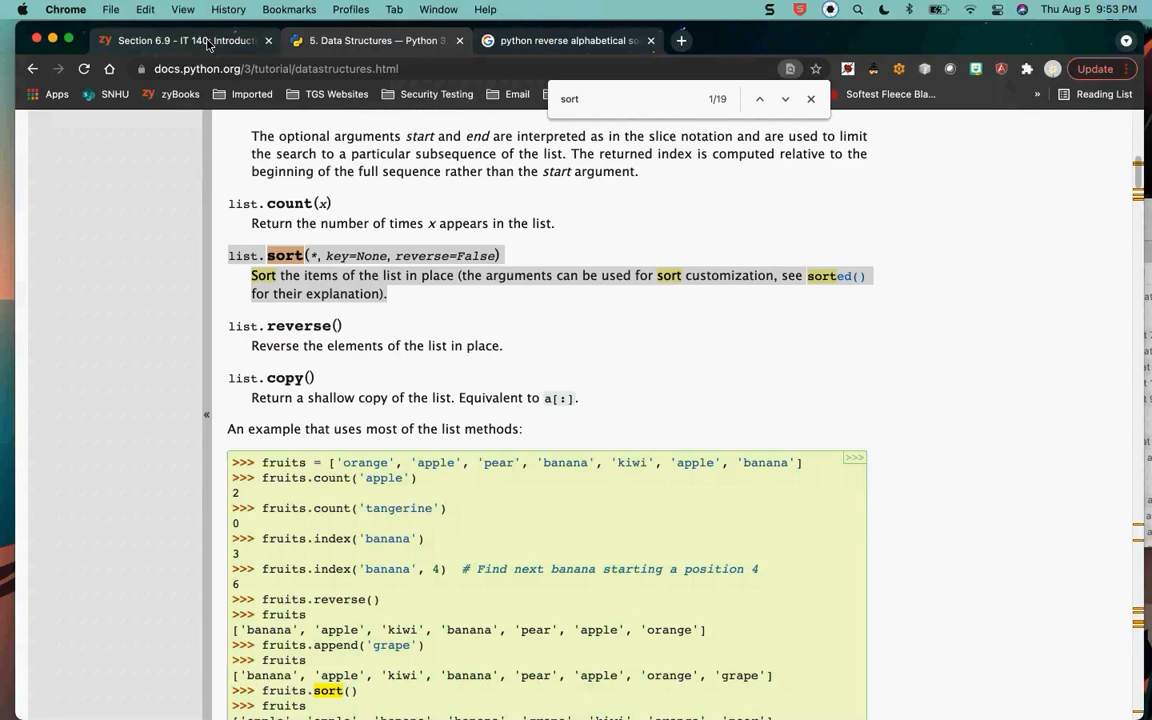 Chrome File Edit View History Bookmarks Profiles Tab Window Help Thu Aug 5 9:53 PM
Section 6.9 - IT 140: Introduct
5. Data Structures — Python 3.
python reverse alphabetical so
docs.python.org/3/tutorial/datastructures.html
Update
Apps SNHU zyBooks Imported TGS Websites Security Testing Email Softest Fleece Bla... » Reading List
sort 1/19
The optional arguments start and end are interpreted as in the slice notation and are used to limit
the search to a particular subsequence of the list. The returned index is computed relative to the
beginning of the full sequence rather than the start argument.
list.count(x)
Return the number of times x appears in the list.
list.sort(*, key=None, reverse=False)
Sort the items of the list in place (the arguments can be used for sort customization, see sorted()
for their explanation).
list.reverse()
Reverse the elements of the list in place.
list.copy()
Return a shallow copy of the list. Equivalent to a[:].
«
An example that uses most of the list methods:
>>>
>>> fruits = ['orange', 'apple', 'pear', 'banana', 'kiwi', 'apple', 'banana']
>>> fruits.count('apple')
2
>>> fruits.count('tangerine')
0
>>> fruits.index('banana')
3
>>> fruits.index('banana', 4)  # Find next banana starting a position 4
6
>>> fruits.reverse()
>>> fruits
['banana', 'apple', 'kiwi', 'banana', 'pear', 'apple', 'orange']
>>> fruits.append('grape')
>>> fruits
['banana', 'apple', 'kiwi', 'banana', 'pear', 'apple', 'orange', 'grape']
>>> fruits.sort()
>>> fruits